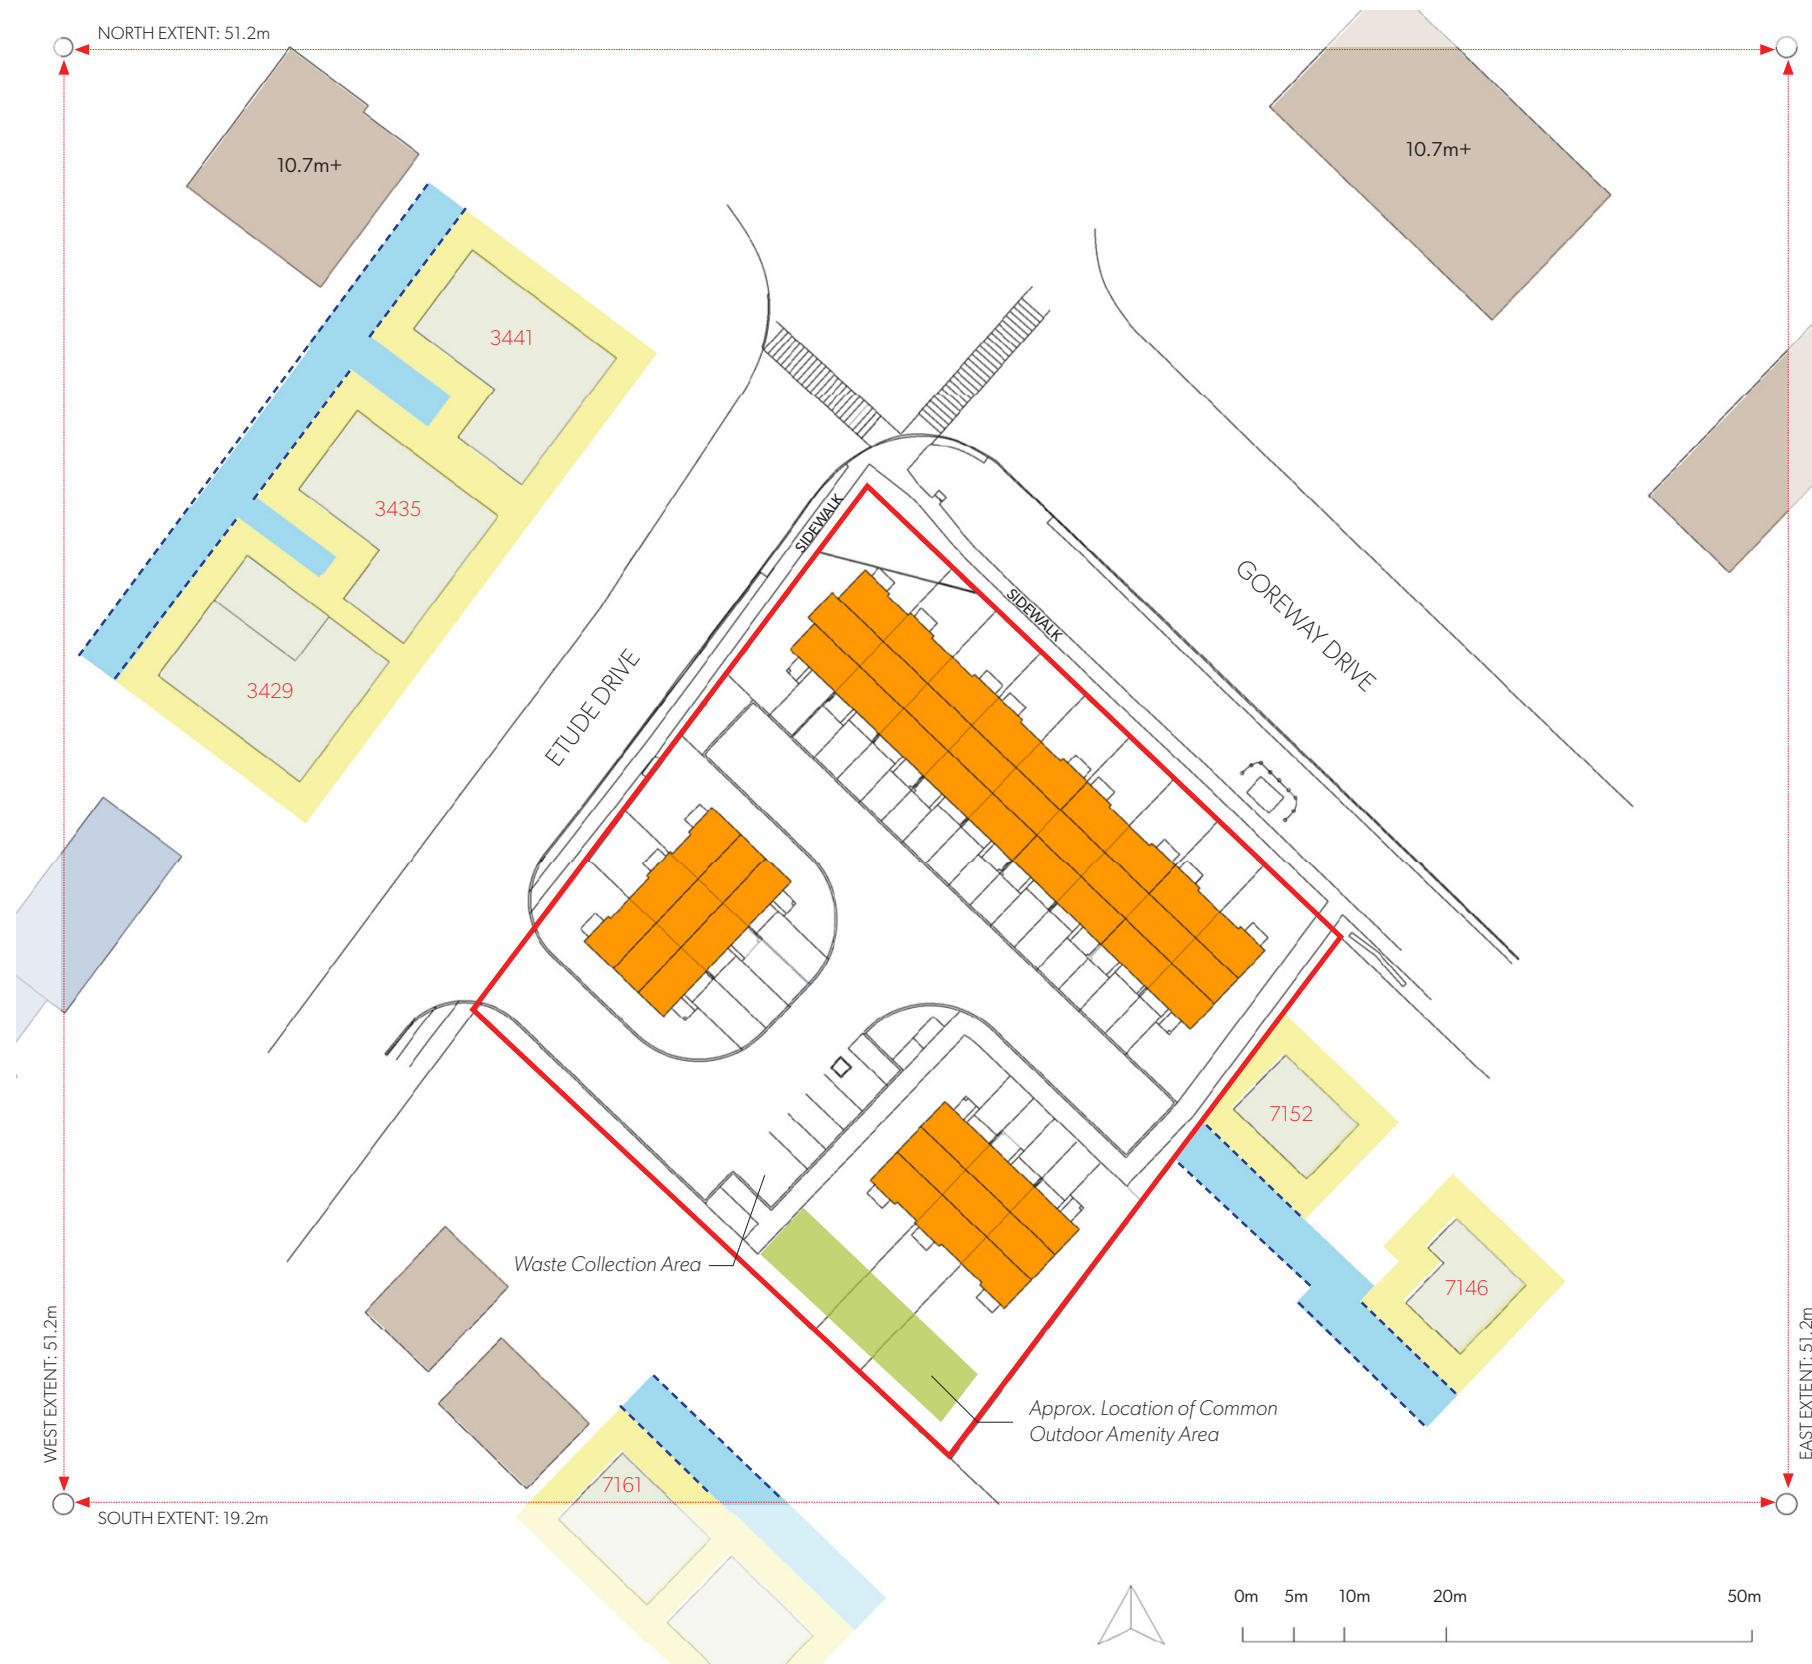 NORTH EXTENT: 51.2m
10.7m+
10.7m+
3441
3435
SIDEWALK
GOREWAY DRIVE
SIDEWALK
3429
ETUDE DRIVE
7152
Waste Collection Area
7146
WEST EXTENT: 51.2m
EAST EXTENT: 51.2m
Approx. Location of Common
Outdoor Amenity Area
7161
SOUTH EXTENT: 19.2m
0m 5m 10m 20m 50m